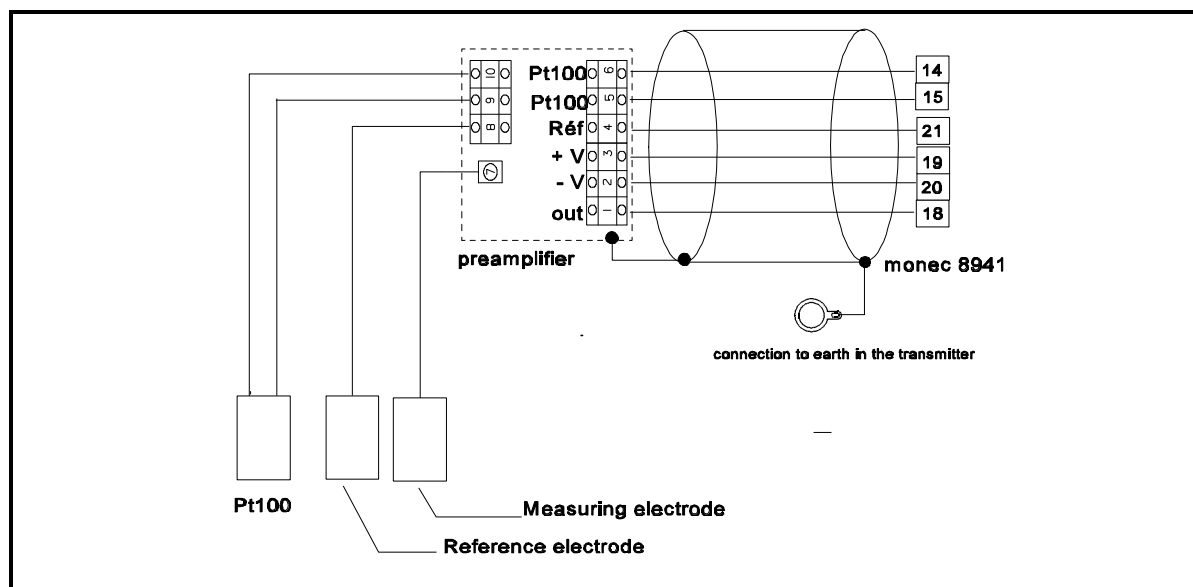 10 Pt100 6 14
9 Pt100 5 15
8 Réf 4 21
+ V 3 19
7 - V 2 20
out 1 18
preamplifier
monec 8941
connection to earth in the transmitter
Pt100
Measuring electrode
Reference electrode